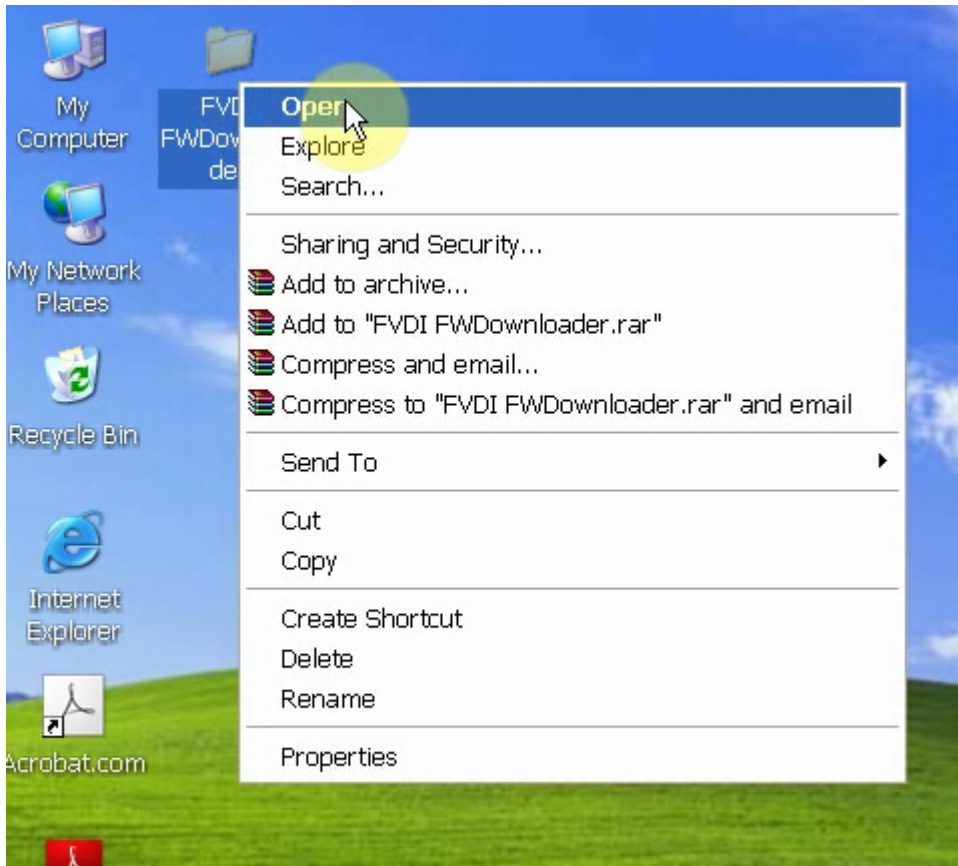 My
Computer
My Network
Places
Recycle Bin
Internet
Explorer
Acrobat.com
Open
Explore
Search...
Sharing and Security...
Add to archive...
Add to "FVDI FWDownloader.rar"
Compress and email...
Compress to "FVDI FWDownloader.rar" and email
Send To
Cut
Copy
Create Shortcut
Delete
Rename
Properties